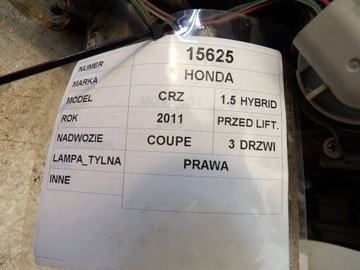 NUMER 15625
MARKA HONDA
MODEL CRZ 1.5 HYBRID
ROK 2011 PRZED LIFT.
NADWOZIE COUPE 3 DRZWI
LAMPA_TYLNA PRAWA
INNE